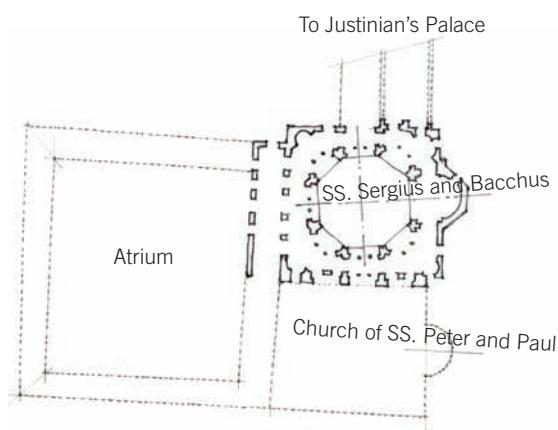 To Justinian's Palace
SS. Sergius and Bacchus
Atrium
Church of SS. Peter and Paul